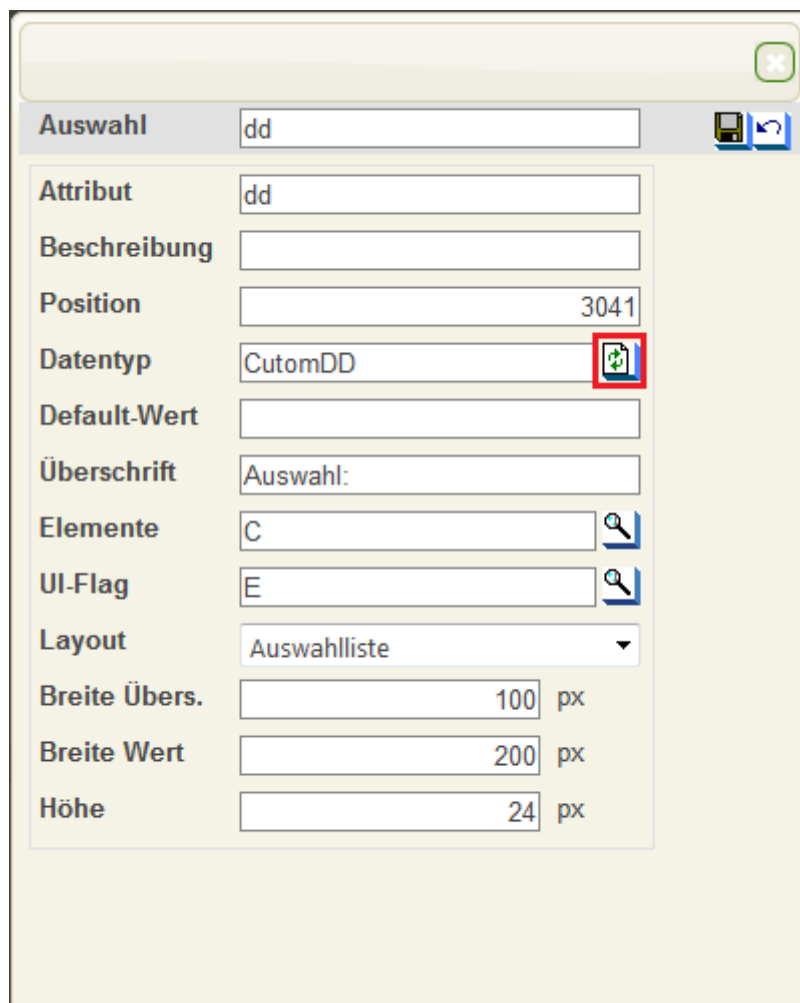 Auswahl dd
Attribut dd
Beschreibung
Position 3041
Datentyp CutomDD
Default-Wert
Überschrift Auswahl:
Elemente C
UI-Flag E
Layout Auswahlliste
Breite Übers. 100 px
Breite Wert 200 px
Höhe 24 px